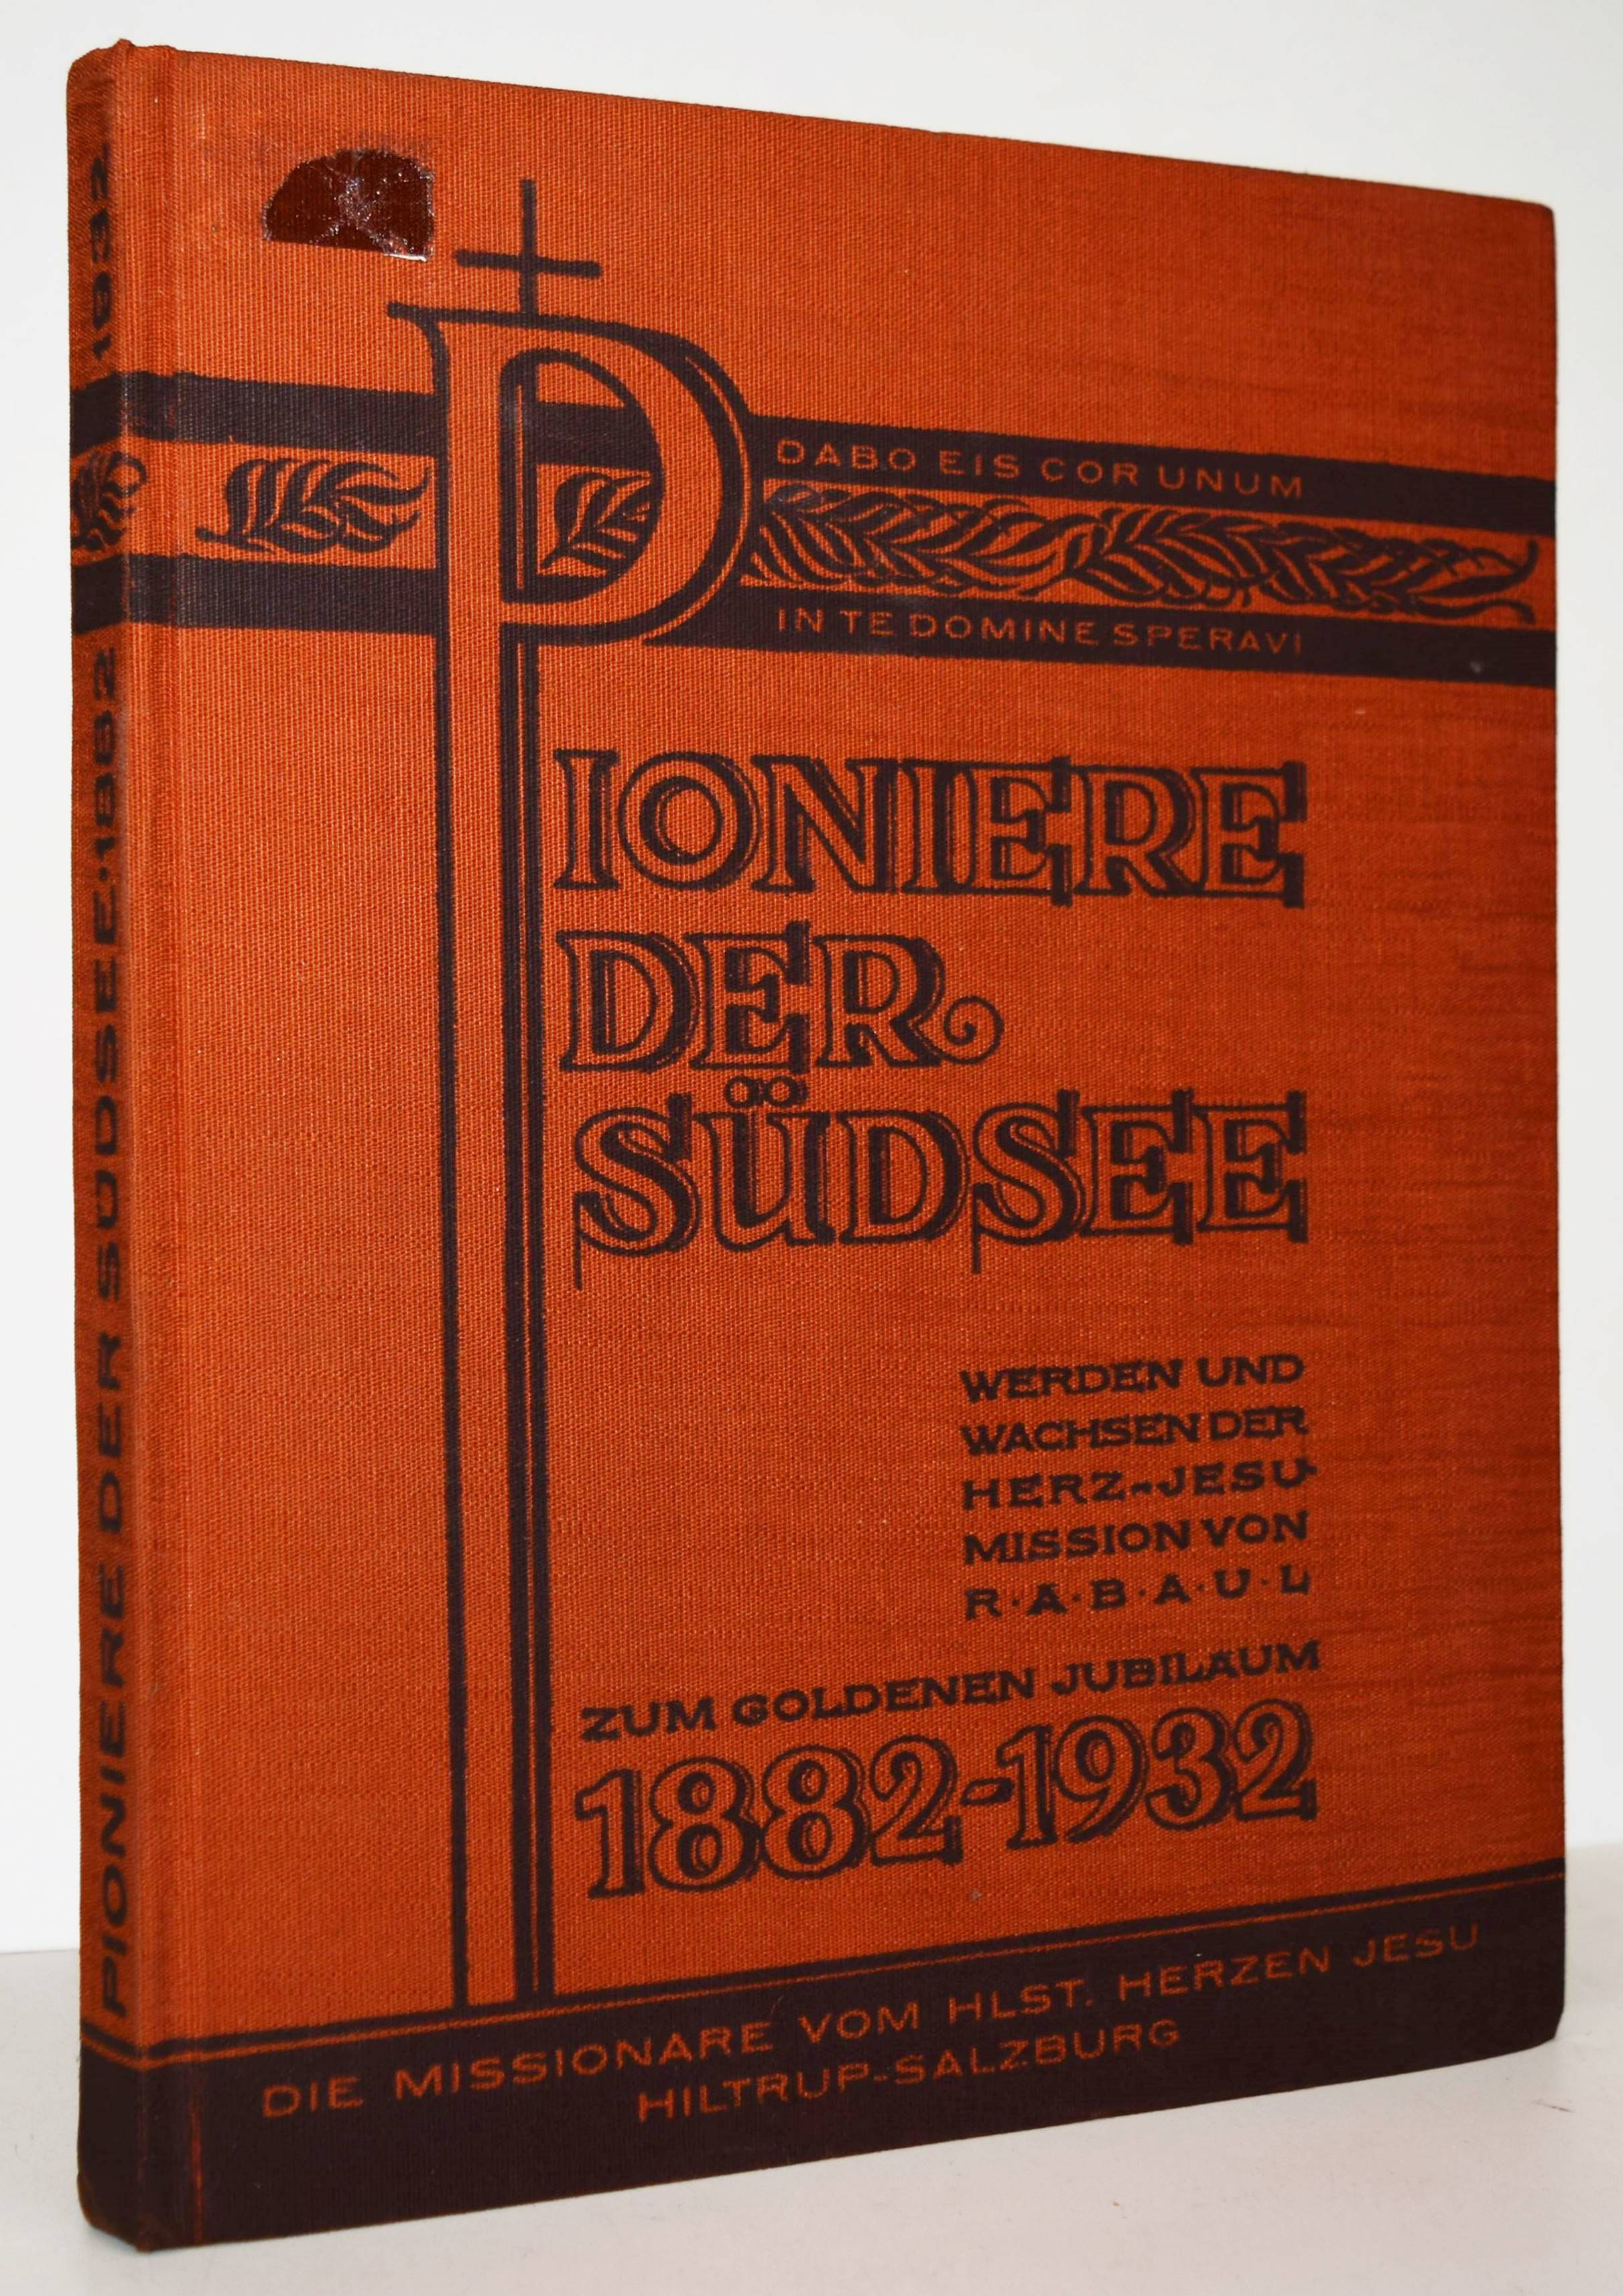 PIONIERE DER SÜDSEE·1882 1932
DABO EIS COR UNUM
IN TE DOMINE SPERAVI
PIONIERE
DER
SÜDSEE
WERDEN UND
WACHSEN DER
HERZ-JESU
MISSION VON
R·A·B·A·U·L
ZUM GOLDENEN JUBILÄUM
1882-1932
DIE MISSIONARE VOM HLST. HERZEN JESU
HILTRUP-SALZBURG